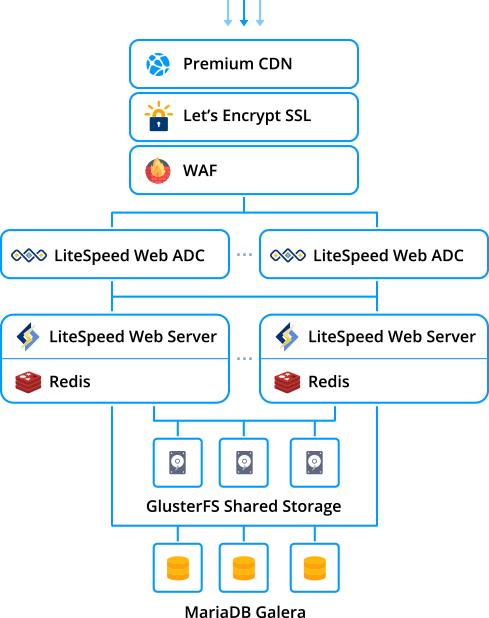 Premium CDN
Let's Encrypt SSL
WAF
LiteSpeed Web ADC
... 
LiteSpeed Web ADC
LiteSpeed Web Server
Redis
...
LiteSpeed Web Server
Redis
GlusterFS Shared Storage
MariaDB Galera